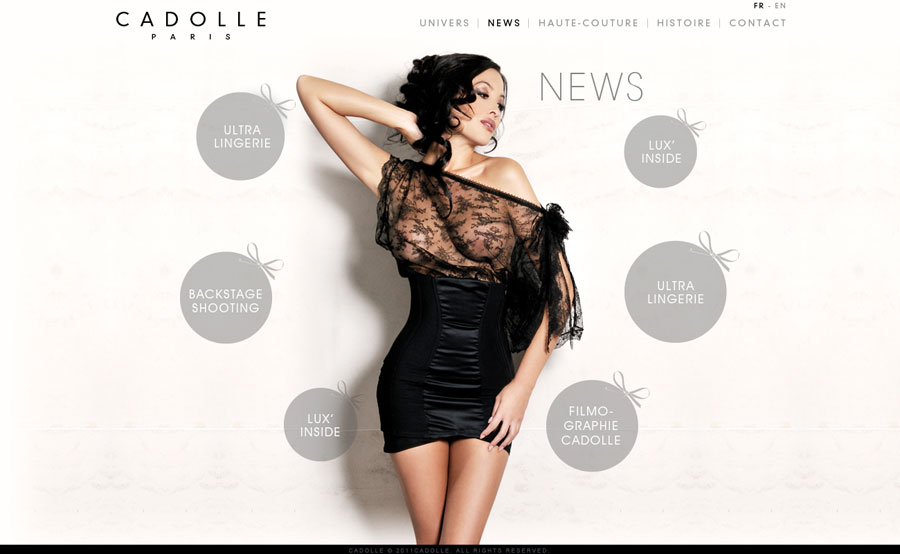 CADOLLE
PARIS
FR - EN
UNIVERS | NEWS | HAUTE-COUTURE | HISTOIRE | CONTACT
NEWS
ULTRA
LINGERIE
LUX'
INSIDE
BACKSTAGE
SHOOTING
ULTRA
LINGERIE
LUX'
INSIDE
FILMO-
GRAPHIE
CADOLLE
CADOLLE © 2011CADOLLE. ALL RIGHTS RESERVED